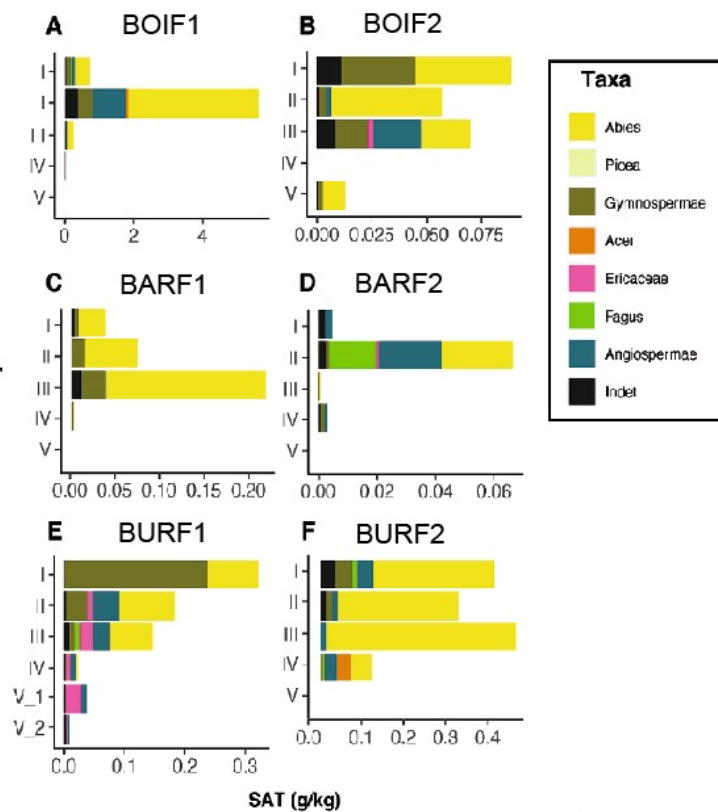 A BOIF1
I
I
I I
IV
V
0 2 4
B BOIF2
I
II
III
IV
V
0.000 0.025 0.050 0.075
Taxa
Abies
Picea
Gymnospermae
Acer
Ericaceae
Fagus
Angiospermae
Indet
C BARF1
I
II
III
IV
V
0.00 0.05 0.10 0.15 0.20
D BARF2
I
II
III
IV
V
0.00 0.02 0.04 0.06
E BURF1
I
II
III
IV
V_1
V_2
0.0 0.1 0.2 0.3
F BURF2
I
II
III
IV
V
0.0 0.1 0.2 0.3 0.4
SAT (g/kg)